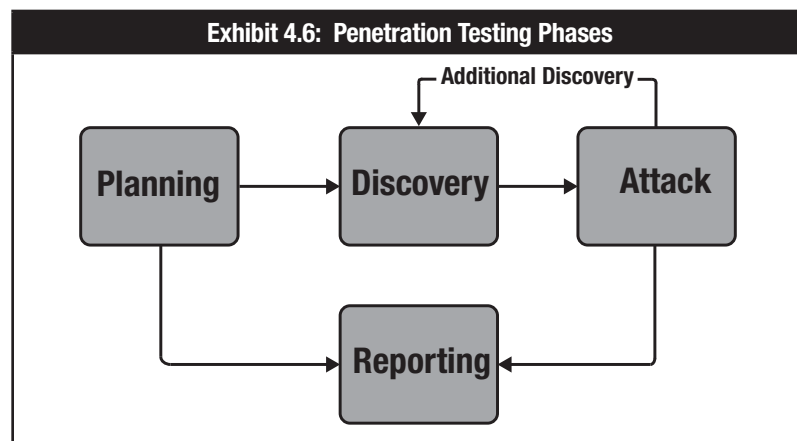 Exhibit 4.6: Penetration Testing Phases
Additional Discovery
Planning
Discovery
Attack
Reporting